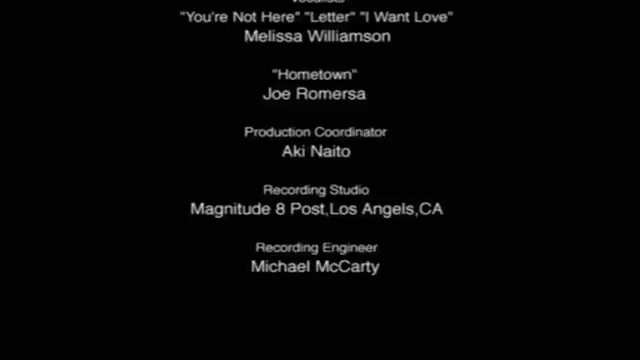 Vocalists
"You're Not Here" "Letter" "I Want Love"
Melissa Williamson
"Hometown"
Joe Romersa
Production Coordinator
Aki Naito
Recording Studio
Magnitude 8 Post,Los Angels,CA
Recording Engineer
Michael McCarty